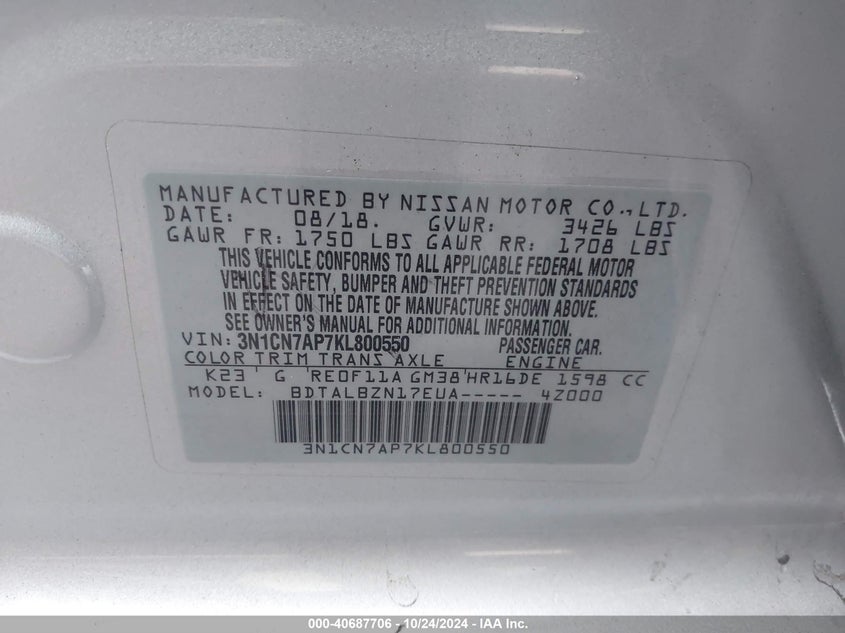 MANUFACTURED BY NISSAN MOTOR CO., LTD.
DATE: 08/18. GVWR: 3426 LBS
GAWR FR: 1750 LBS GAWR RR: 1708 LBS
THIS VEHICLE CONFORMS TO ALL APPLICABLE FEDERAL MOTOR
VEHICLE SAFETY, BUMPER AND THEFT PREVENTION STANDARDS
IN EFFECT ON THE DATE OF MANUFACTURE SHOWN ABOVE.
SEE OWNER'S MANUAL FOR ADDITIONAL INFORMATION.
VIN: 3N1CN7AP7KL800550 PASSENGER CAR.
COLOR TRIM TRANS AXLE ENGINE
K23 ' G 'RE0F11A GM38'HR16DE 1598 CC
MODEL: BDTALBZN17EUA----- 4Z000
3N1CN7AP7KL800550
000-40687706 - 10/24/2024 - IAA Inc.